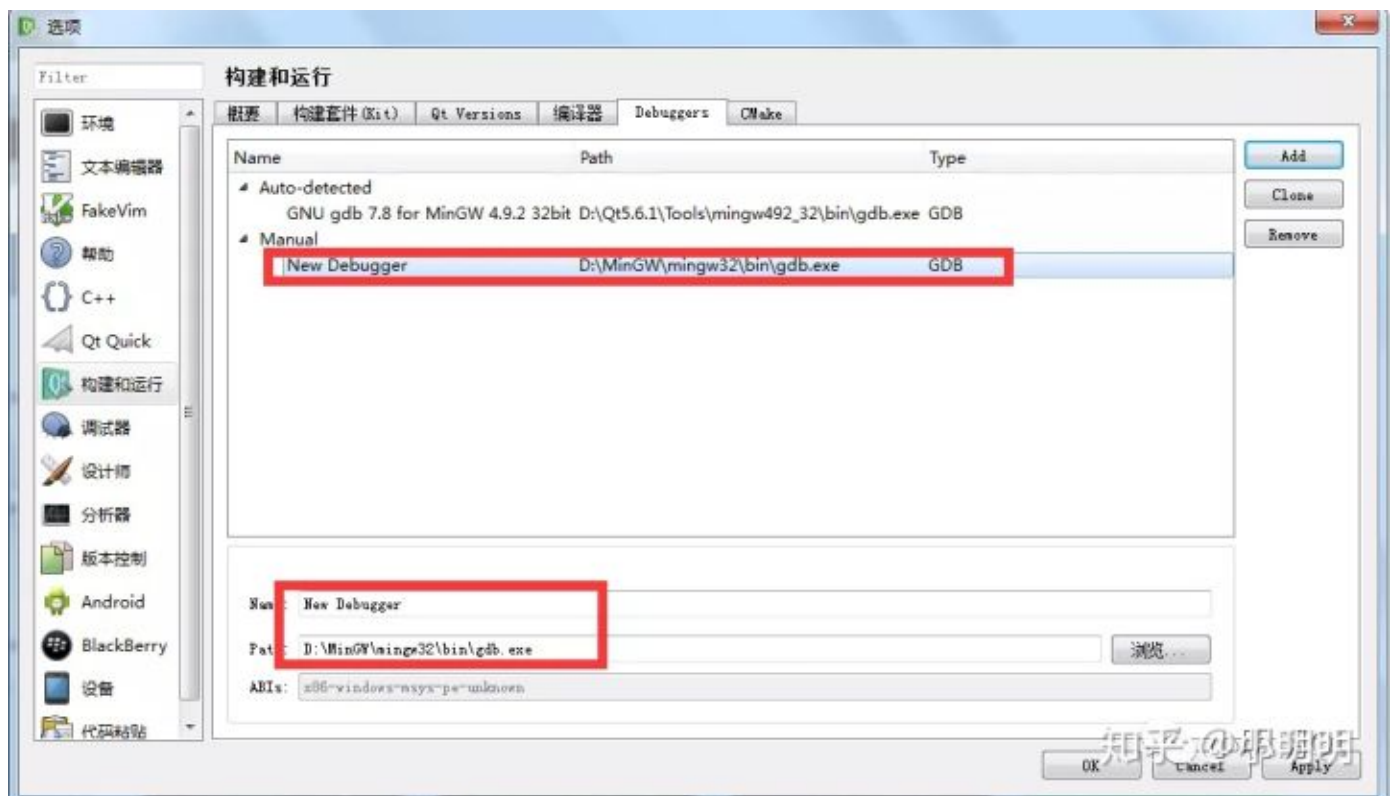 选项
Filter
构建和运行
环境
文本编辑器
FakeVim
帮助
C++
Qt Quick
构建和运行
调试器
设计师
分析器
版本控制
Android
BlackBerry
设备
代码粘贴
概要 构建套件(Kit) Qt Versions 编译器 Debuggers CMake
Name Path Type
Auto-detected
GNU gdb 7.8 for MinGW 4.9.2 32bit D:\Qt5.6.1\Tools\mingw492_32\bin\gdb.exe GDB
Manual
New Debugger D:\MinGW\mingw32\bin\gdb.exe GDB
Add
Clone
Remove
Name: New Debugger
Path: D:\MinGW\mingw32\bin\gdb.exe 浏览...
ABIs: x86-windows-msys-pe-unknown
OK Cancel Apply
知乎